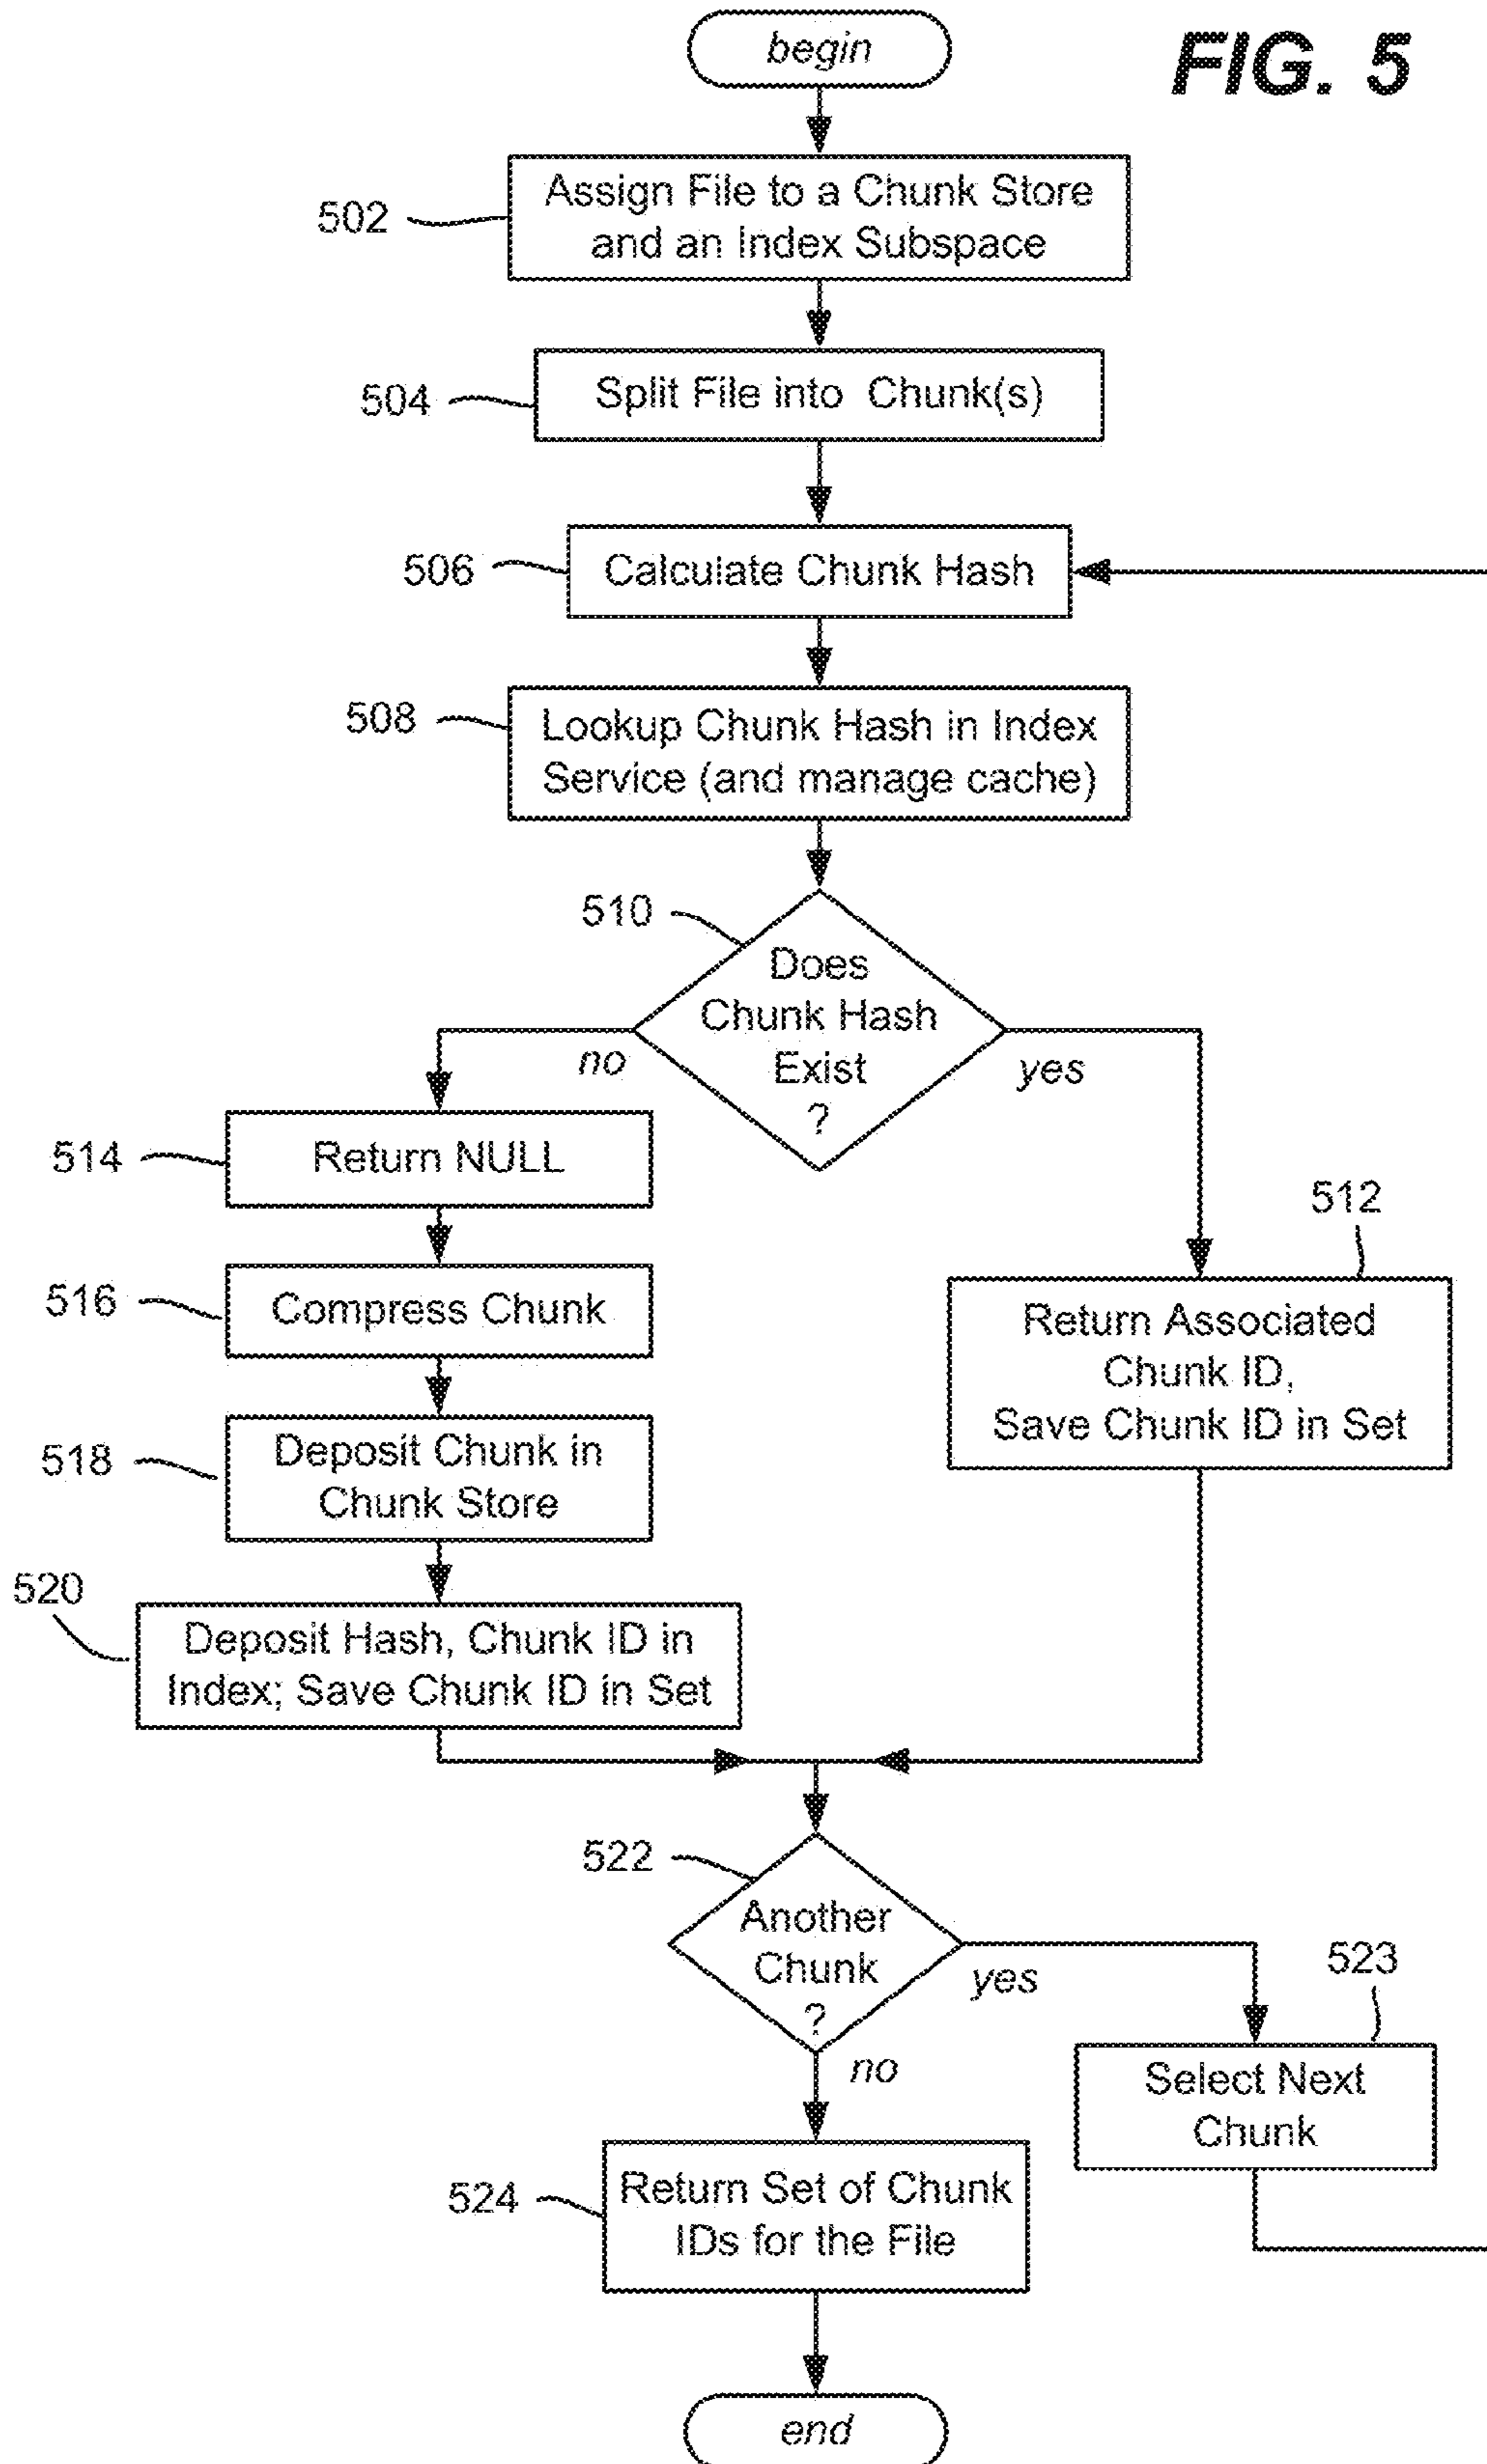 begin
FIG. 5
502
Assign File to a Chunk Store
and an Index Subspace
504
Split File into Chunk(s)
506
Calculate Chunk Hash
508
Lookup Chunk Hash in Index
Service (and manage cache)
510
Does
Chunk Hash
Exist
?
no
yes
514
Return NULL
512
516
Compress Chunk
Return Associated
Chunk ID,
Save Chunk ID in Set
518
Deposit Chunk in
Chunk Store
520
Deposit Hash, Chunk ID in
Index; Save Chunk ID in Set
522
Another
Chunk
?
yes
no
523
Select Next
Chunk
524
Return Set of Chunk
IDs for the File
end